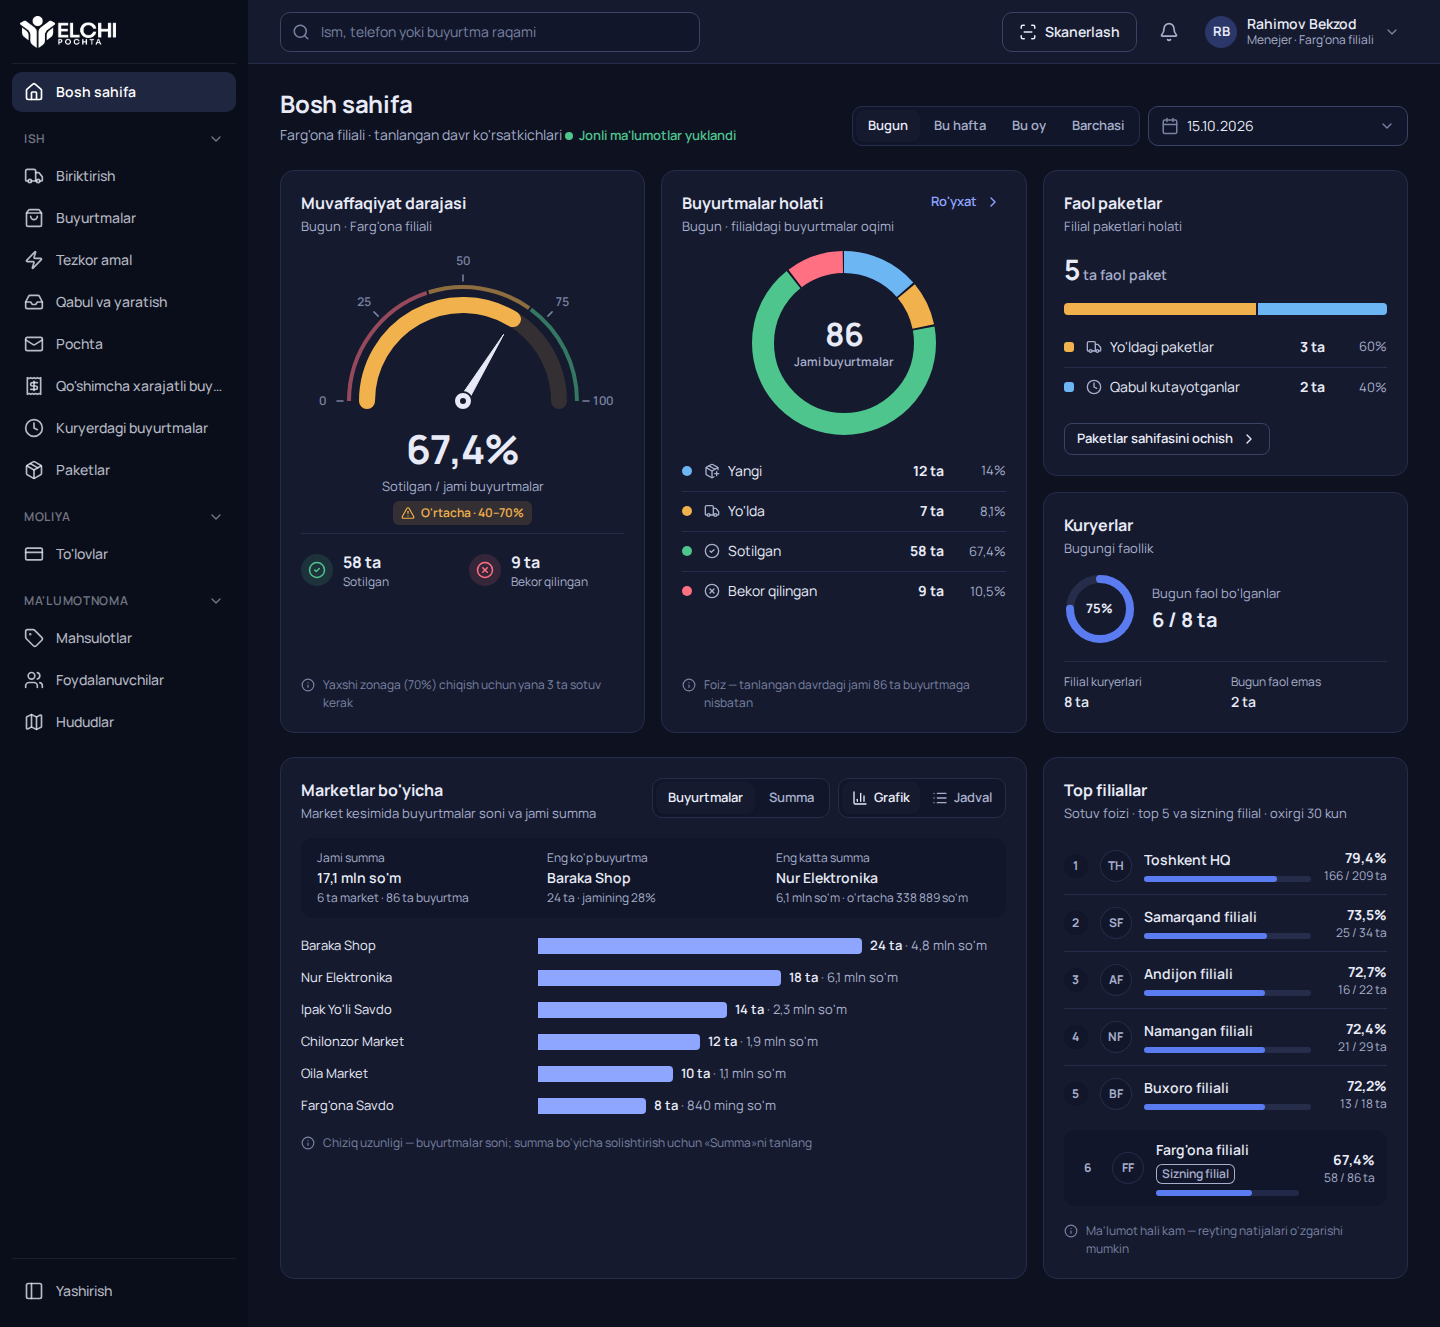 ELCHI
POCHTA
Ism, telefon yoki buyurtma raqami
Skanerlash
RB
Rahimov Bekzod
Menejer · Farg'ona filiali
Bosh sahifa
ISH
Biriktirish
Buyurtmalar
Tezkor amal
Qabul va yaratish
Pochta
Qo'shimcha xarajatli buy...
Kuryerdagi buyurtmalar
Paketlar
MOLIYA
To'lovlar
MA'LUMOTNOMA
Mahsulotlar
Foydalanuvchilar
Hududlar
Yashirish
Bosh sahifa
Farg'ona filiali · tanlangan davr ko'rsatkichlari
Jonli ma'lumotlar yuklandi
Bugun
Bu hafta
Bu oy
Barchasi
15.10.2026
Muvaffaqiyat darajasi
Bugun · Farg'ona filiali
0
25
50
75
100
67,4%
Sotilgan / jami buyurtmalar
O'rtacha · 40–70%
58 ta
Sotilgan
9 ta
Bekor qilingan
Yaxshi zonaga (70%) chiqish uchun yana 3 ta sotuv
kerak
Buyurtmalar holati
Ro'yxat
Bugun · filialdagi buyurtmalar oqimi
86
Jami buyurtmalar
Yangi 12 ta 14%
Yo'lda 7 ta 8,1%
Sotilgan 58 ta 67,4%
Bekor qilingan 9 ta 10,5%
Foiz — tanlangan davrdagi jami 86 ta buyurtmaga
nisbatan
Faol paketlar
Filial paketlari holati
5 ta faol paket
Yo'ldagi paketlar 3 ta 60%
Qabul kutayotganlar 2 ta 40%
Paketlar sahifasini ochish
Kuryerlar
Bugungi faollik
75%
Bugun faol bo'lganlar
6 / 8 ta
Filial kuryerlari
8 ta
Bugun faol emas
2 ta
Marketlar bo'yicha
Market kesimida buyurtmalar soni va jami summa
Buyurtmalar
Summa
Grafik
Jadval
Jami summa
17,1 mln so'm
6 ta market · 86 ta buyurtma
Eng ko'p buyurtma
Baraka Shop
24 ta · jamining 28%
Eng katta summa
Nur Elektronika
6,1 mln so'm · o'rtacha 338 889 so'm
Baraka Shop 24 ta · 4,8 mln so'm
Nur Elektronika 18 ta · 6,1 mln so'm
Ipak Yo'li Savdo 14 ta · 2,3 mln so'm
Chilonzor Market 12 ta · 1,9 mln so'm
Oila Market 10 ta · 1,1 mln so'm
Farg'ona Savdo 8 ta · 840 ming so'm
Chiziq uzunligi — buyurtmalar soni; summa bo'yicha solishtirish uchun «Summa»ni tanlang
Top filiallar
Sotuv foizi · top 5 va sizning filial · oxirgi 30 kun
1 TH Toshkent HQ 79,4%
166 / 209 ta
2 SF Samarqand filiali 73,5%
25 / 34 ta
3 AF Andijon filiali 72,7%
16 / 22 ta
4 NF Namangan filiali 72,4%
21 / 29 ta
5 BF Buxoro filiali 72,2%
13 / 18 ta
6 FF Farg'ona filiali 67,4%
Sizning filial 58 / 86 ta
Ma'lumot hali kam — reyting natijalari o'zgarishi
mumkin